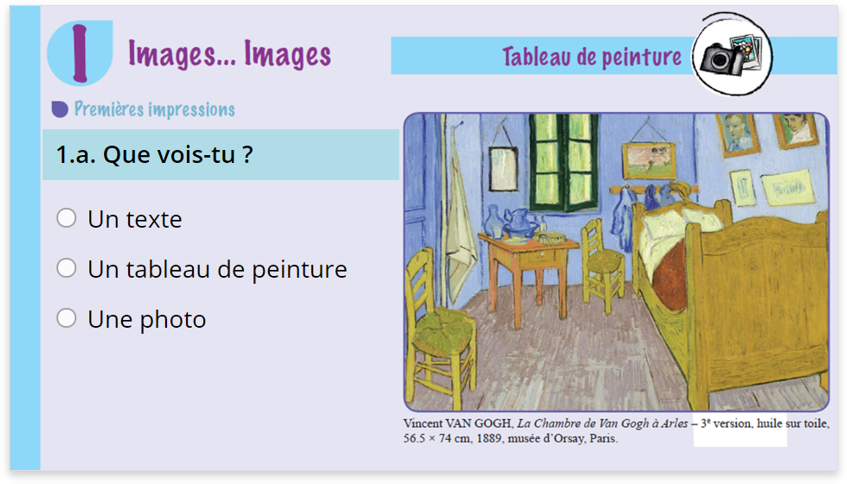 I Images... Images
Tableau de peinture
Premières impressions
1.a. Que vois-tu ?
Un texte
Un tableau de peinture
Une photo
Vincent VAN GOGH, La Chambre de Van Gogh à Arles – 3e version, huile sur toile,
56.5 × 74 cm, 1889, musée d'Orsay, Paris.